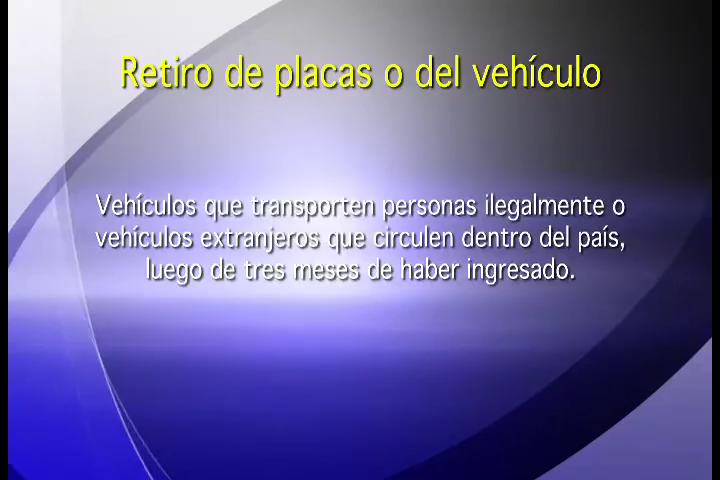 Retiro de placas o del vehículo
Vehículos que transporten personas ilegalmente o
vehículos extranjeros que circulen dentro del país,
luego de tres meses de haber ingresado.